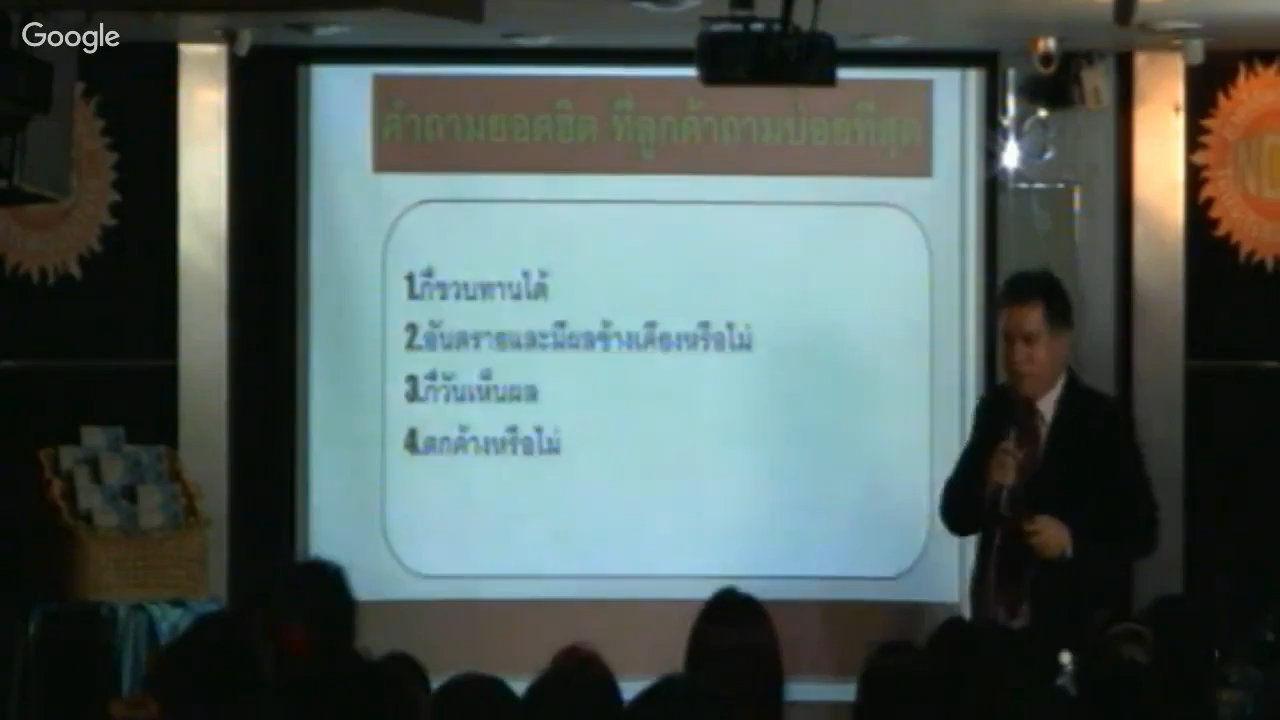 Google
คำถามยอดฮิต ที่ลูกค้าถามบ่อยที่สุด
1.กี่ขวบทานได้
2.อันตรายและมีผลข้างเคียงหรือไม่
3.กี่วันเห็นผล
4.ตกค้างหรือไม่